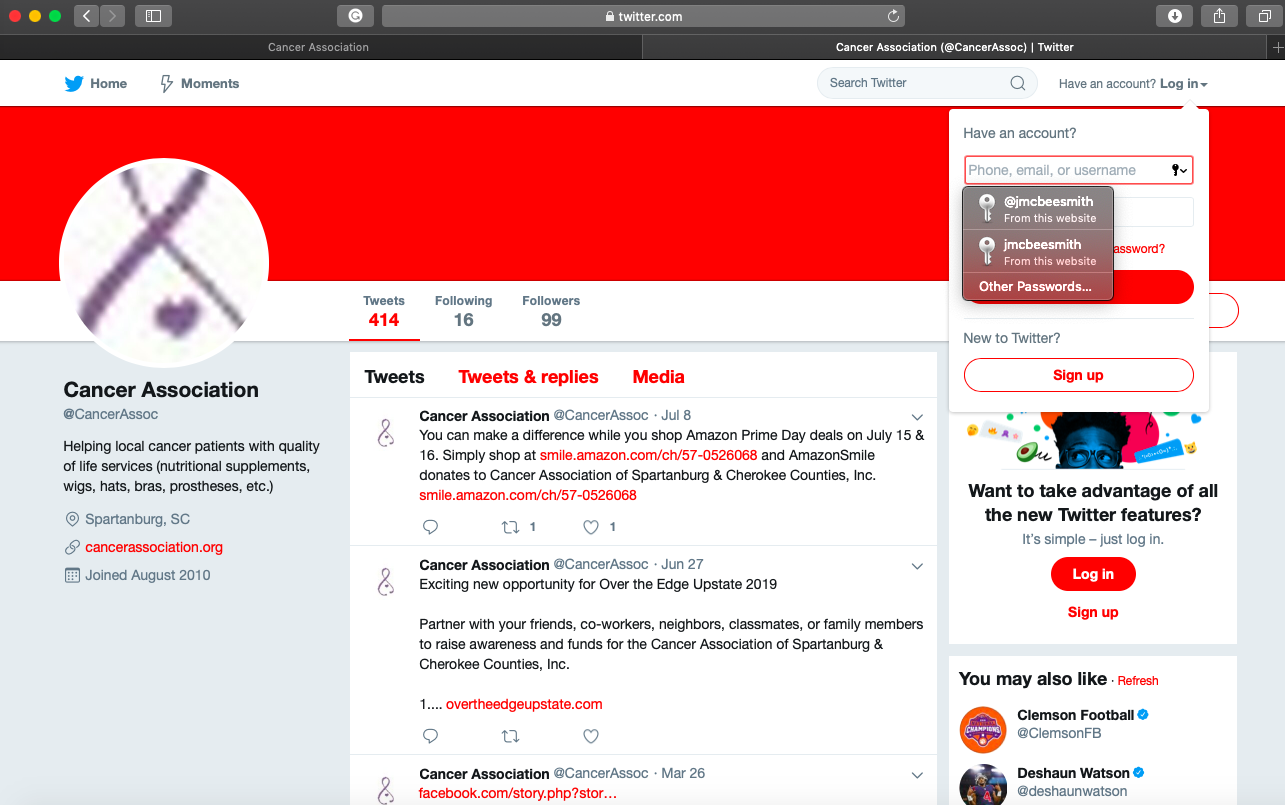 twitter.com
Cancer Association
Cancer Association (@CancerAssoc) | Twitter
Home
Moments
Search Twitter
Have an account? Log in
Have an account?
Phone, email, or username
@jmcbeesmith
From this website
assword?
jmcbeesmith
From this website
Other Passwords...
New to Twitter?
Sign up
Tweets
414
Following
16
Followers
99
Cancer Association
@CancerAssoc
Helping local cancer patients with quality
of life services (nutritional supplements,
wigs, hats, bras, prostheses, etc.)
Spartanburg, SC
cancerassociation.org
Joined August 2010
Tweets
Tweets & replies
Media
Cancer Association @CancerAssoc · Jul 8
You can make a difference while you shop Amazon Prime Day deals on July 15 &
16. Simply shop at smile.amazon.com/ch/57-0526068 and AmazonSmile
donates to Cancer Association of Spartanburg & Cherokee Counties, Inc.
smile.amazon.com/ch/57-0526068
1
1
Cancer Association @CancerAssoc · Jun 27
Exciting new opportunity for Over the Edge Upstate 2019
Partner with your friends, co-workers, neighbors, classmates, or family members
to raise awareness and funds for the Cancer Association of Spartanburg &
Cherokee Counties, Inc.
1.... overtheedgeupstate.com
Cancer Association @CancerAssoc · Mar 26
facebook.com/story.php?stor…
Want to take advantage of all
the new Twitter features?
It's simple – just log in.
Log in
Sign up
You may also like · Refresh
CHAMPIONS
Clemson Football
@ClemsonFB
Deshaun Watson
@deshaunwatson